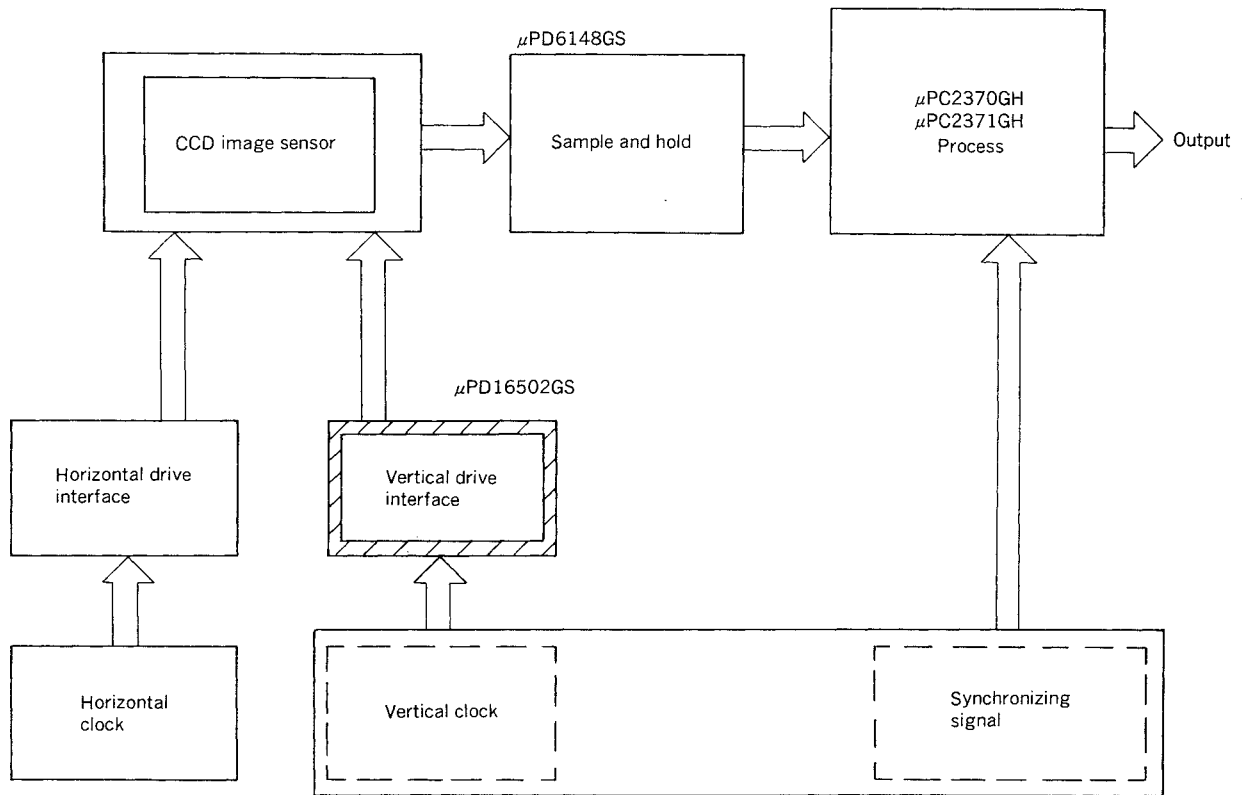 μPD6148GS
CCD image sensor
Sample and hold
μPC2370GH
μPC2371GH
Process
Output
μPD16502GS
Horizontal drive
interface
Vertical drive
interface
Horizontal
clock
Vertical clock
Synchronizing
signal